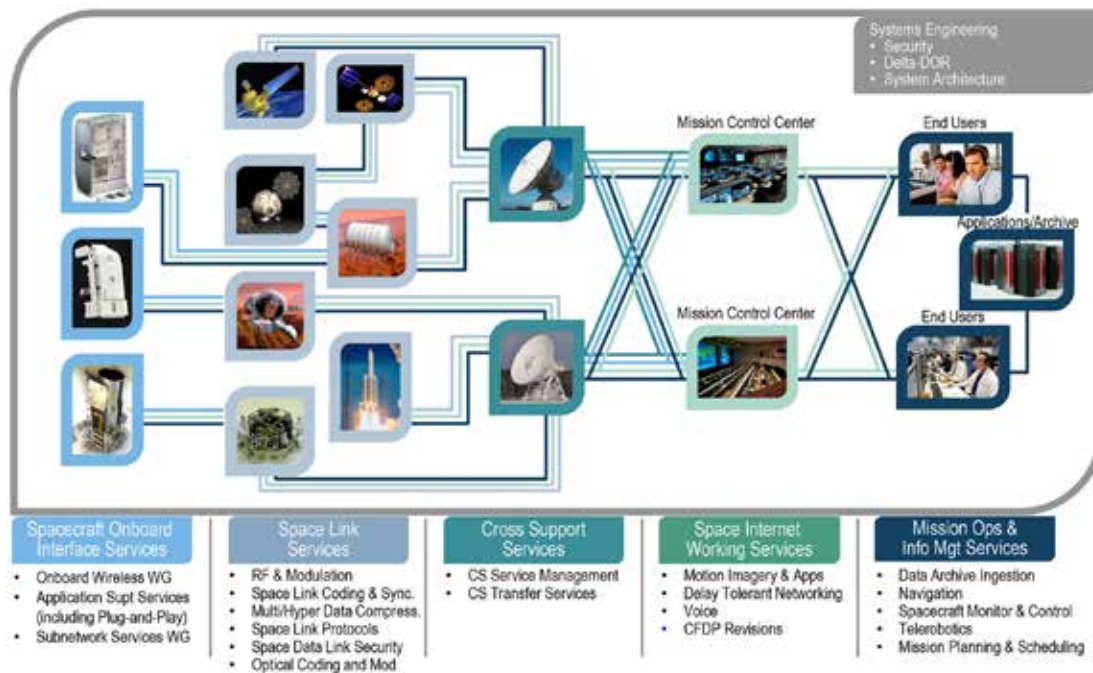 Systems Engineering
• Security
• Delta-DOR
• System Architecture
Mission Control Center
End Users
Applications/Archive
Mission Control Center
End Users
Spacecraft Onboard
Interface Services
• Onboard Wireless WG
• Application Supt Services
(including Plug-and-Play)
• Subnetwork Services WG
Space Link
Services
• RF & Modulation
• Space Link Coding & Sync.
• Multi/Hyper Data Compress.
• Space Link Protocols
• Space Data Link Security
• Optical Coding and Mod
Cross Support
Services
• CS Service Management
• CS Transfer Services
Space Internet
Working Services
• Motion Imagery & Apps
• Delay Tolerant Networking
• Voice
• CFDP Revisions
Mission Ops &
Info Mgt Services
• Data Archive Ingestion
• Navigation
• Spacecraft Monitor & Control
• Telerobotics
• Mission Planning & Scheduling